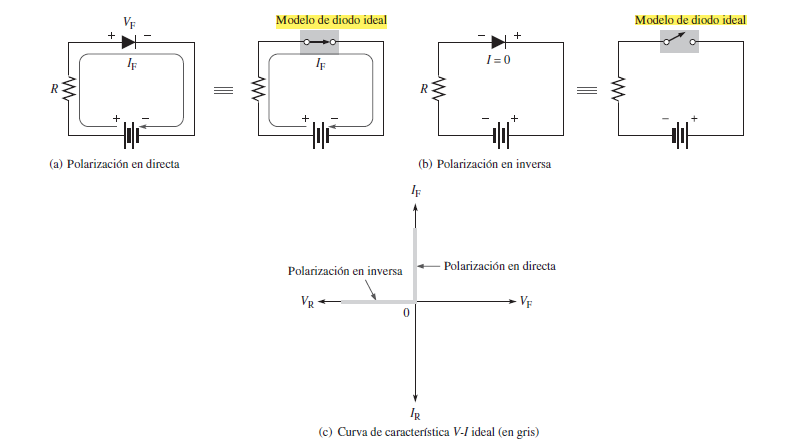 V_F
+ −
I_F
R
+ −
Modelo de diodo ideal
I_F
+ −
− +
I = 0
R
− +
Modelo de diodo ideal
− +
(a) Polarización en directa
(b) Polarización en inversa
I_F
Polarización en inversa
Polarización en directa
V_R
V_F
0
I_R
(c) Curva de característica V-I ideal (en gris)